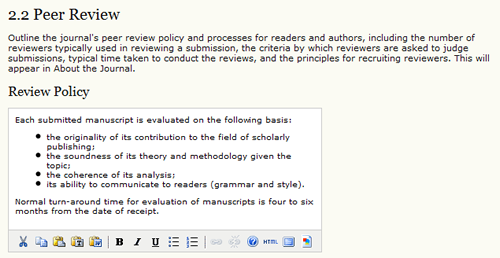 2.2 Peer Review
Outline the journal's peer review policy and processes for readers and authors, including the number of
reviewers typically used in reviewing a submission, the criteria by which reviewers are asked to judge
submissions, typical time taken to conduct the reviews, and the principles for recruiting reviewers. This will
appear in About the Journal.
Review Policy
Each submitted manuscript is evaluated on the following basis:
● the originality of its contribution to the field of scholarly
publishing;
● the soundness of its theory and methodology given the
topic;
● the coherence of its analysis;
● its ability to communicate to readers (grammar and style).
Normal turn-around time for evaluation of manuscripts is four to six
months from the date of receipt.
B I U HTML